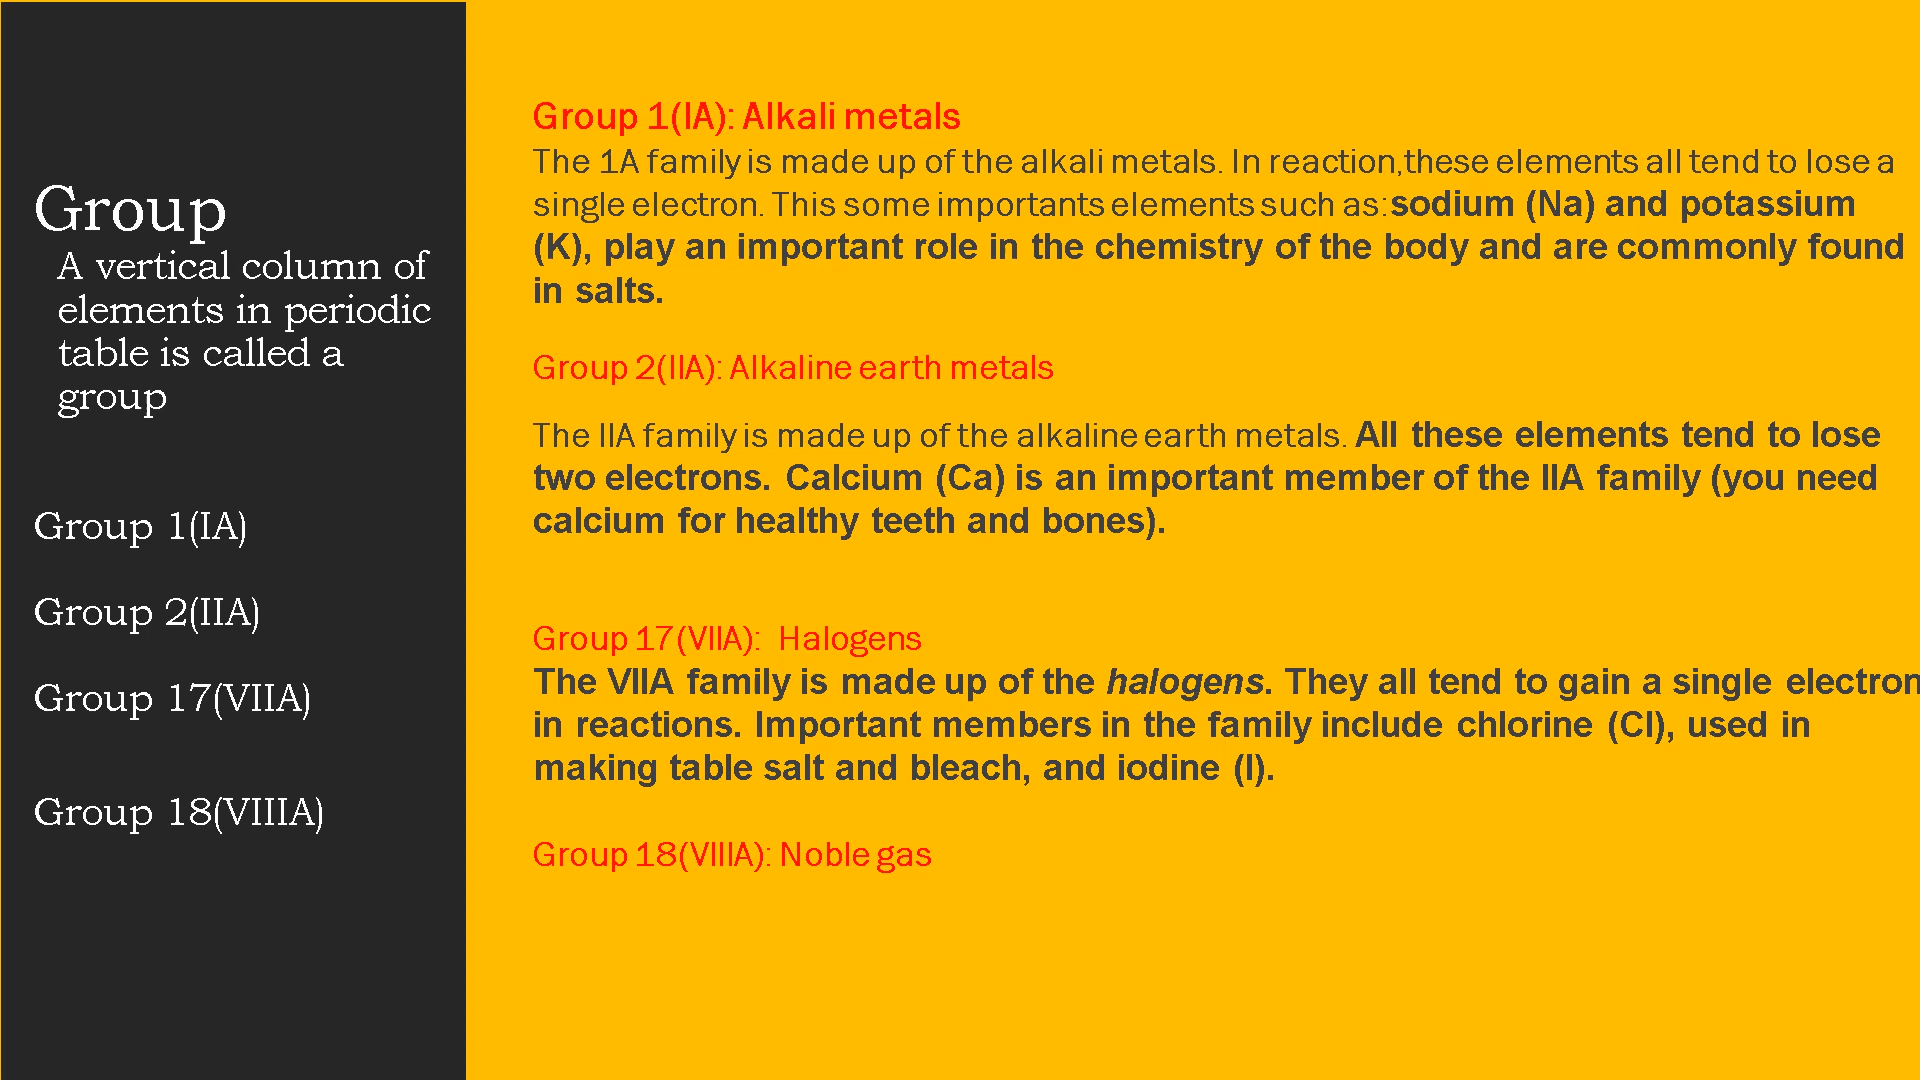 Group
A vertical column of
elements in periodic
table is called a
group
Group 1(IA)
Group 2(IIA)
Group 17(VIIA)
Group 18(VIIIA)
Group 1(IA): Alkali metals
The 1A family is made up of the alkali metals. In reaction,these elements all tend to lose a
single electron. This some importants elements such as:sodium (Na) and potassium
(K), play an important role in the chemistry of the body and are commonly found
in salts.
Group 2(IIA): Alkaline earth metals
The IIA family is made up of the alkaline earth metals. All these elements tend to lose
two electrons. Calcium (Ca) is an important member of the IIA family (you need
calcium for healthy teeth and bones).
Group 17(VIIA): Halogens
The VIIA family is made up of the halogens. They all tend to gain a single electron
in reactions. Important members in the family include chlorine (Cl), used in
making table salt and bleach, and iodine (I).
Group 18(VIIIA): Noble gas